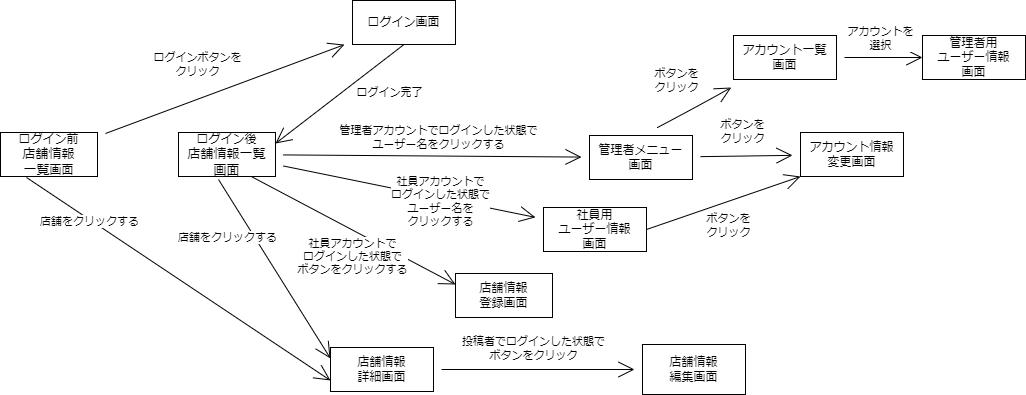 ログイン画面
ログインボタンを
クリック
アカウント一覧
画面
アカウントを
選択
管理者用
ユーザー情報
画面
ボタンを
クリック
ログイン完了
ログイン前
店舗情報
一覧画面
ログイン後
店舗情報一覧
画面
管理者アカウントでログインした状態で
ユーザー名をクリックする
管理者メニュー
画面
ボタンを
クリック
アカウント情報
変更画面
社員アカウントで
ログインした状態で
ユーザー名を
クリックする
社員用
ユーザー情報
画面
ボタンを
クリック
店舗をクリックする
店舗をクリックする
社員アカウントで
ログインした状態で
ボタンをクリックする
店舗情報
登録画面
店舗情報
詳細画面
投稿者でログインした状態で
ボタンをクリック
店舗情報
編集画面